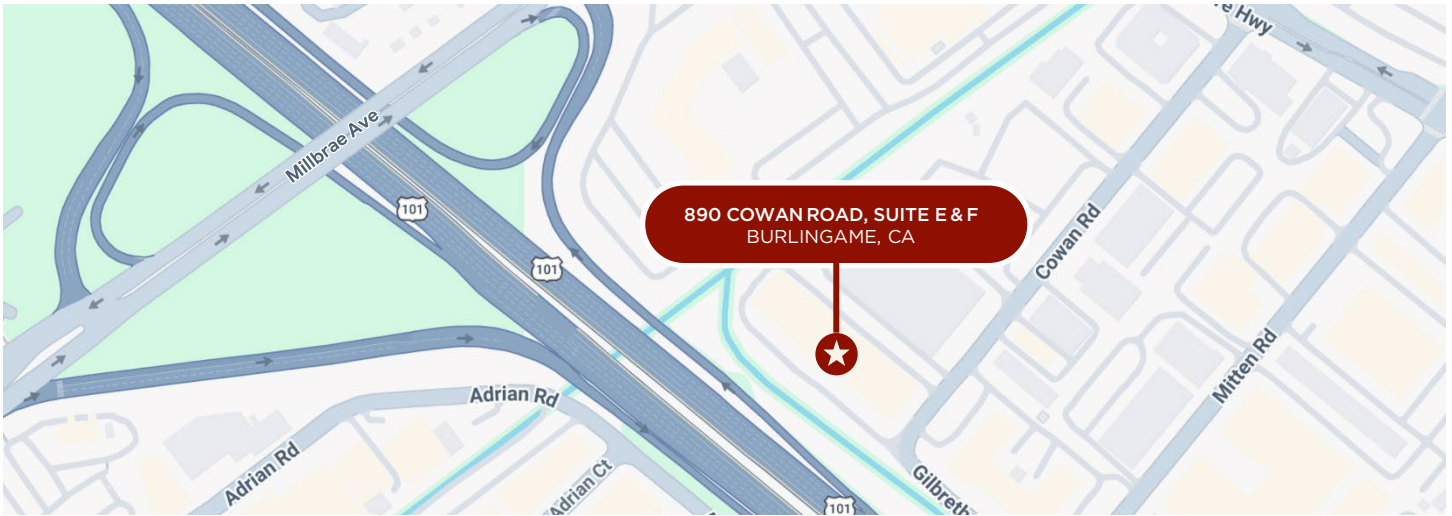 re Hwy
Millbrae Ave
101
890 COWAN ROAD, SUITE E & F
BURLINGAME, CA
Cowan Rd
101
Mitten Rd
Adrian Rd
Adrian Rd
Adrian Ct
Gilbreth
101